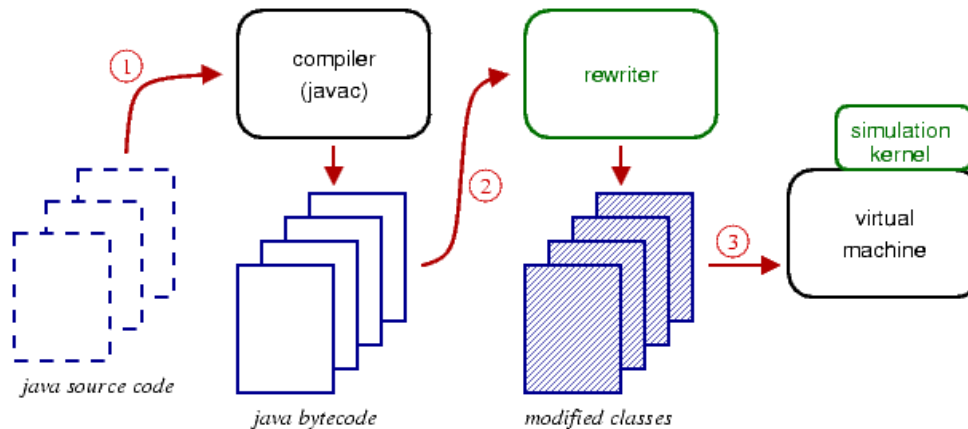 1
compiler
(javac)
rewriter
simulation
kernel
2
virtual
machine
3
java source code
java bytecode
modified classes